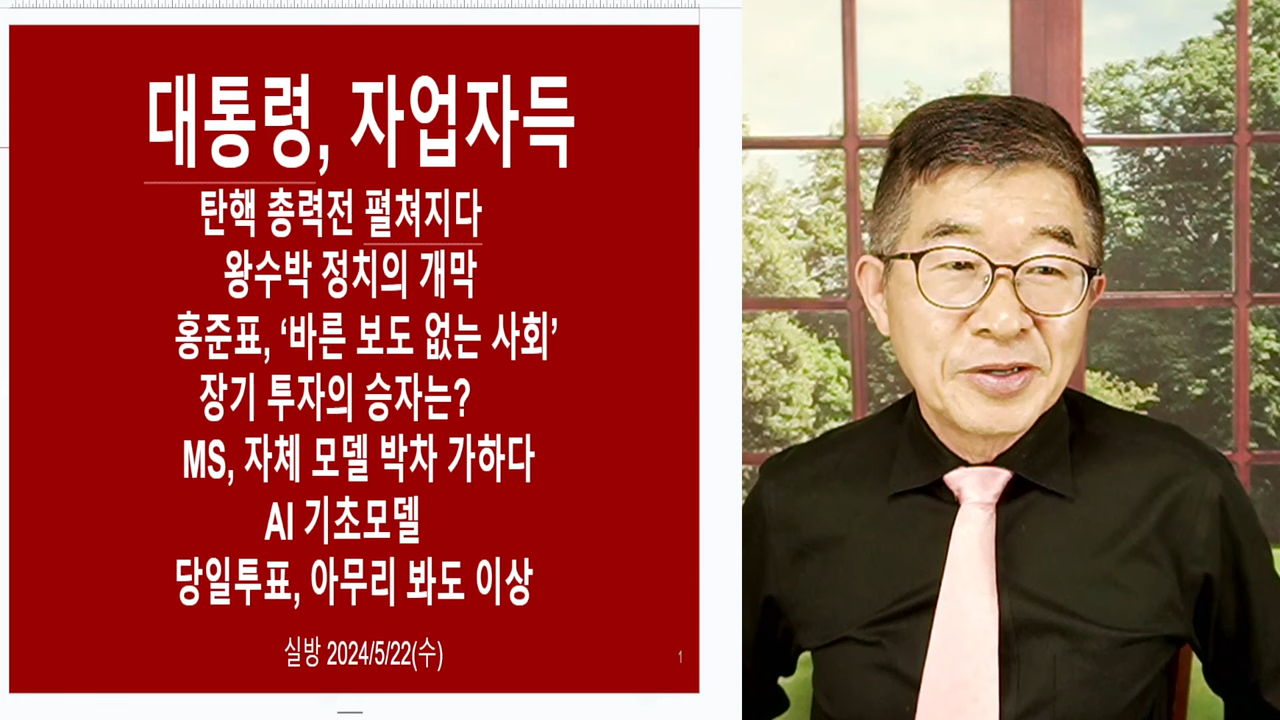 대통령, 자업자득
탄핵 총력전 펼쳐지다
왕수박 정치의 개막
홍준표, ‘바른 보도 없는 사회’
장기 투자의 승자는?
MS, 자체 모델 박차 가하다
AI 기초모델
당일투표, 아무리 봐도 이상
실방 2024/5/22(수)
1